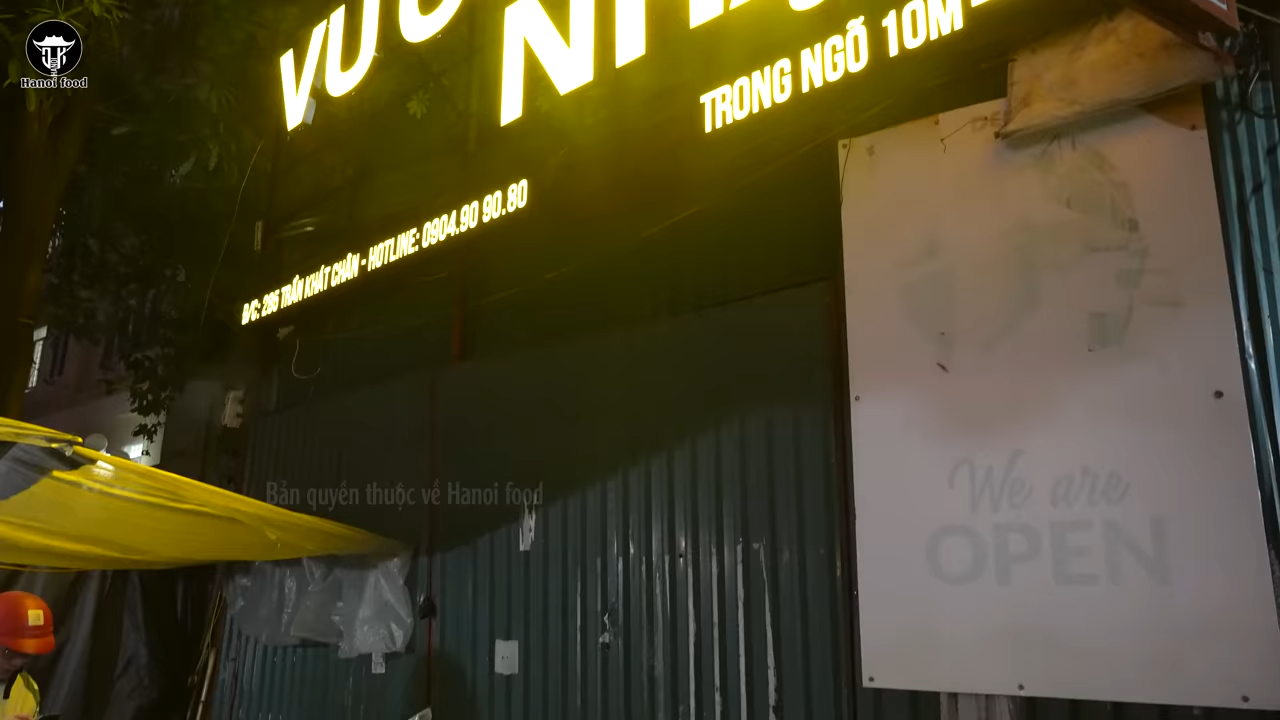 Hanoi food
TRONG NGÕ 10M
Đ/C: 285 TRẦN KHÁT CHÂN - HOTLINE: 0904.90 90.80
We are
OPEN
Bản quyền thuộc về Hanoi food